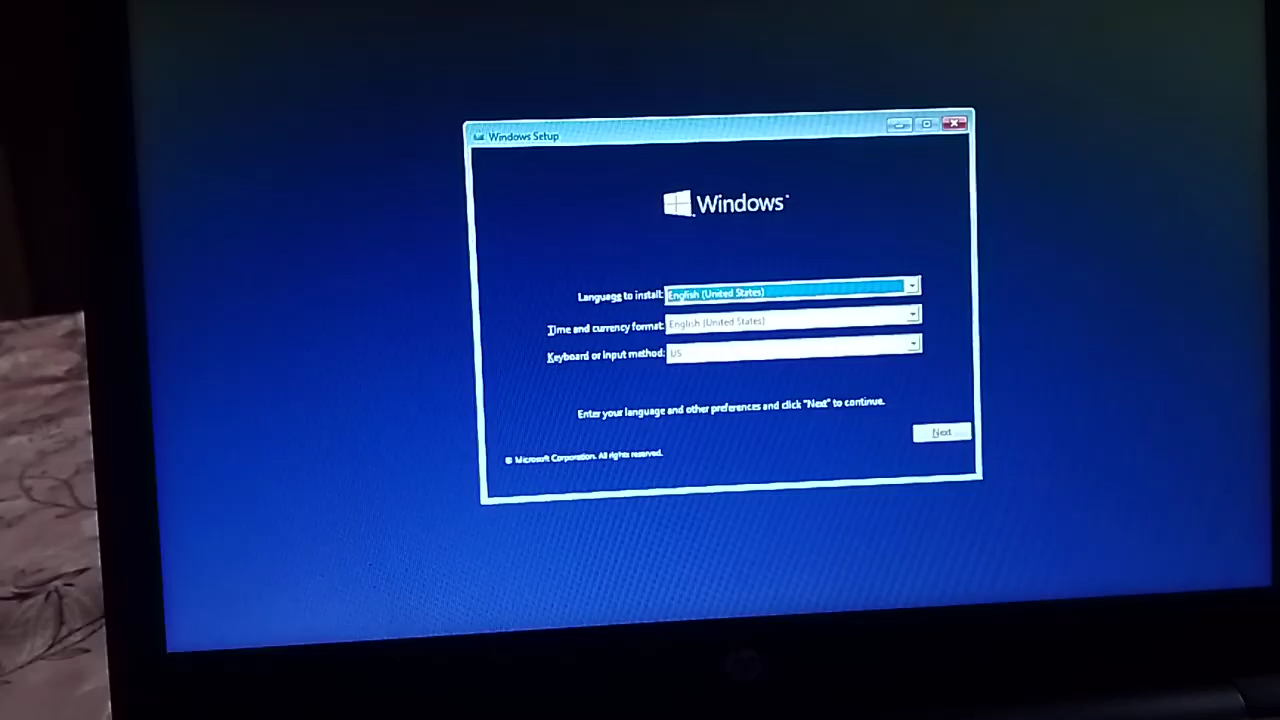 Windows Setup
Windows
Language to install: English (United States)
Time and currency format: English (United States)
Keyboard or input method: US
Enter your language and other preferences and click "Next" to continue.
Next
© Microsoft Corporation. All rights reserved.
hp